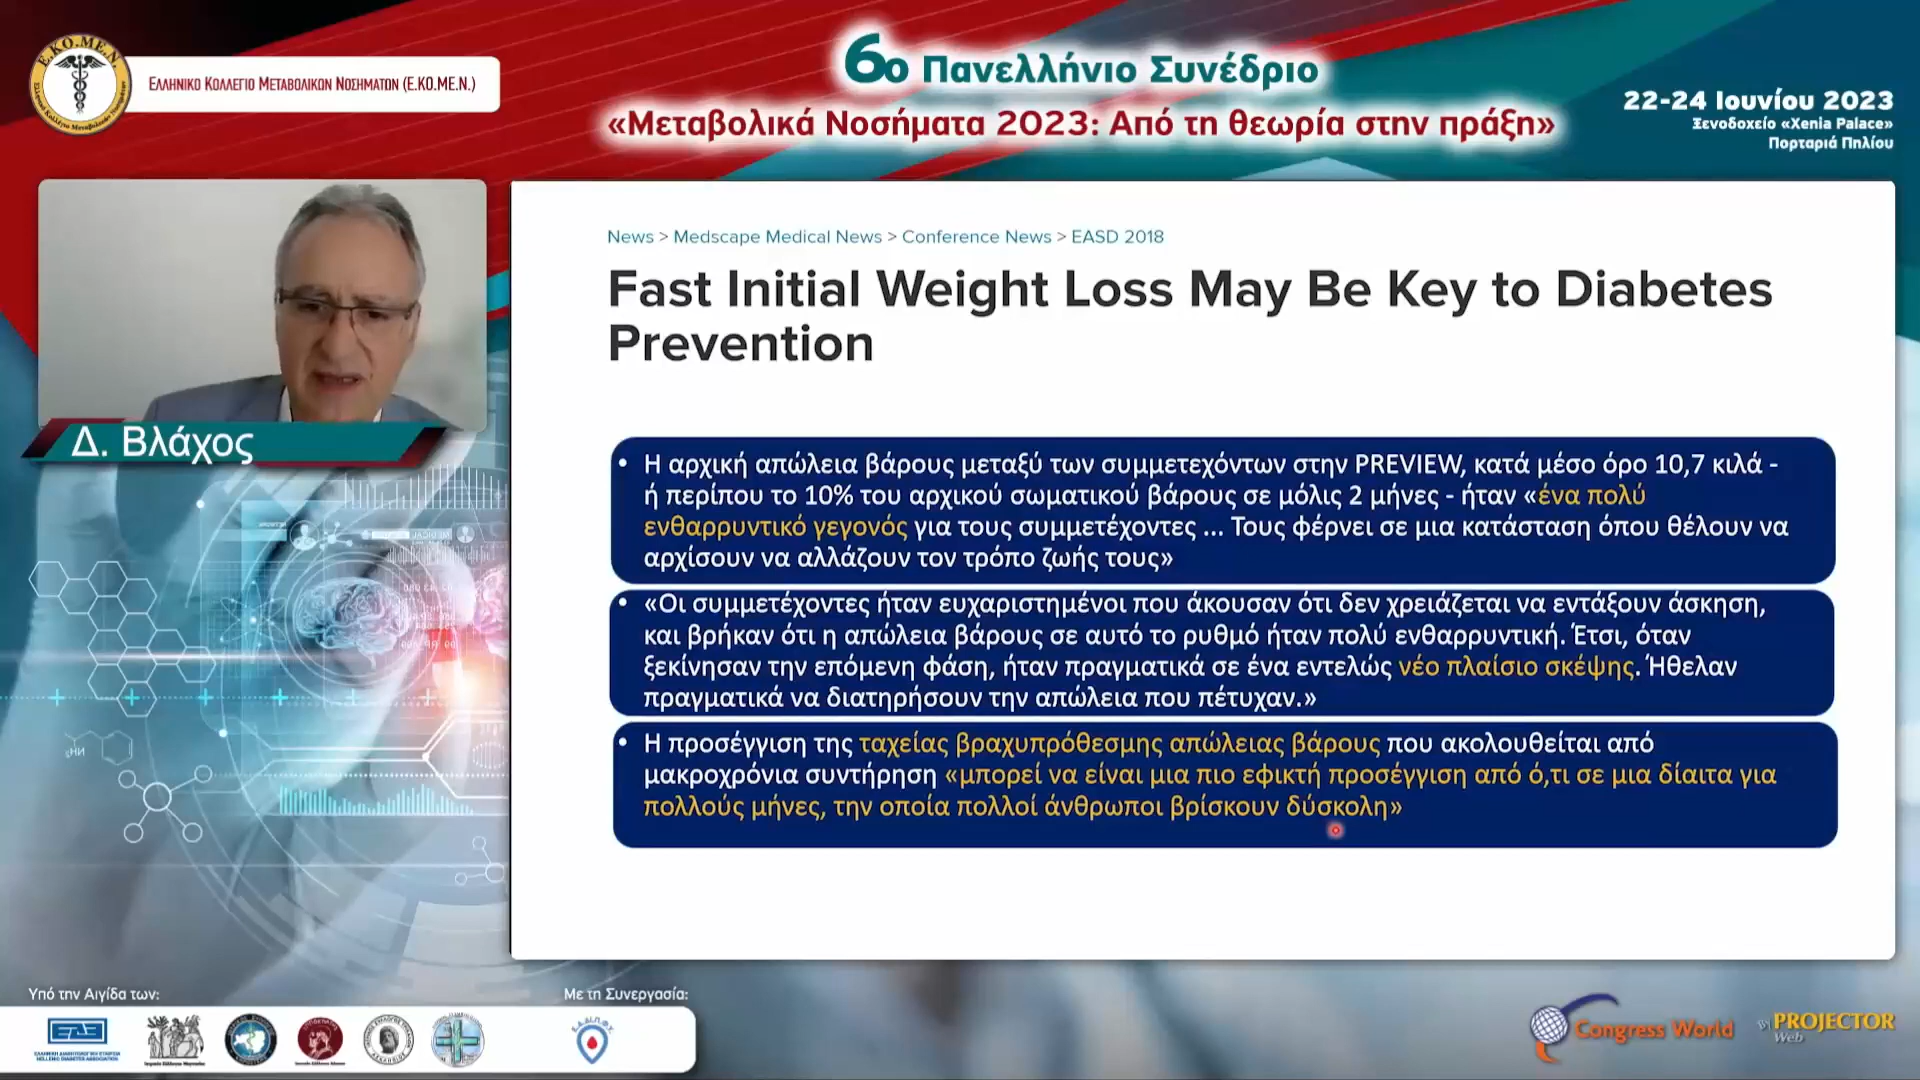 Ε.ΚΟ.ΜΕ.Ν
ΕΛΛΗΝΙΚΟ ΚΟΛΛΕΓΙΟ ΜΕΤΑΒΟΛΙΚΩΝ ΝΟΣΗΜΑΤΩΝ (Ε.ΚΟ.ΜΕ.Ν.)
6ο Πανελλήνιο Συνέδριο
«Μεταβολικά Νοσήματα 2023: Από τη θεωρία στην πράξη»
22-24 Ιουνίου 2023
Ξενοδοχείο «Xenia Palace»
Πορταριά Πηλίου
Δ. Βλάχος
News > Medscape Medical News > Conference News > EASD 2018
Fast Initial Weight Loss May Be Key to Diabetes
Prevention
• Η αρχική απώλεια βάρους μεταξύ των συμμετεχόντων στην PREVIEW, κατά μέσο όρο 10,7 κιλά -
ή περίπου το 10% του αρχικού σωματικού βάρους σε μόλις 2 μήνες - ήταν «ένα πολύ
ενθαρρυντικό γεγονός για τους συμμετέχοντες ... Τους φέρνει σε μια κατάσταση όπου θέλουν να
αρχίσουν να αλλάζουν τον τρόπο ζωής τους»
• «Οι συμμετέχοντες ήταν ευχαριστημένοι που άκουσαν ότι δεν χρειάζεται να εντάξουν άσκηση,
και βρήκαν ότι η απώλεια βάρους σε αυτό το ρυθμό ήταν πολύ ενθαρρυντική. Έτσι, όταν
ξεκίνησαν την επόμενη φάση, ήταν πραγματικά σε ένα εντελώς νέο πλαίσιο σκέψης. Ήθελαν
πραγματικά να διατηρήσουν την απώλεια που πέτυχαν.»
• Η προσέγγιση της ταχείας βραχυπρόθεσμης απώλειας βάρους που ακολουθείται από
μακροχρόνια συντήρηση «μπορεί να είναι μια πιο εφικτή προσέγγιση από ό,τι σε μια δίαιτα για
πολλούς μήνες, την οποία πολλοί άνθρωποι βρίσκουν δύσκολη»
Υπό την Αιγίδα των:
Με τη Συνεργασία:
Congress World
BY PROJECTOR
Web